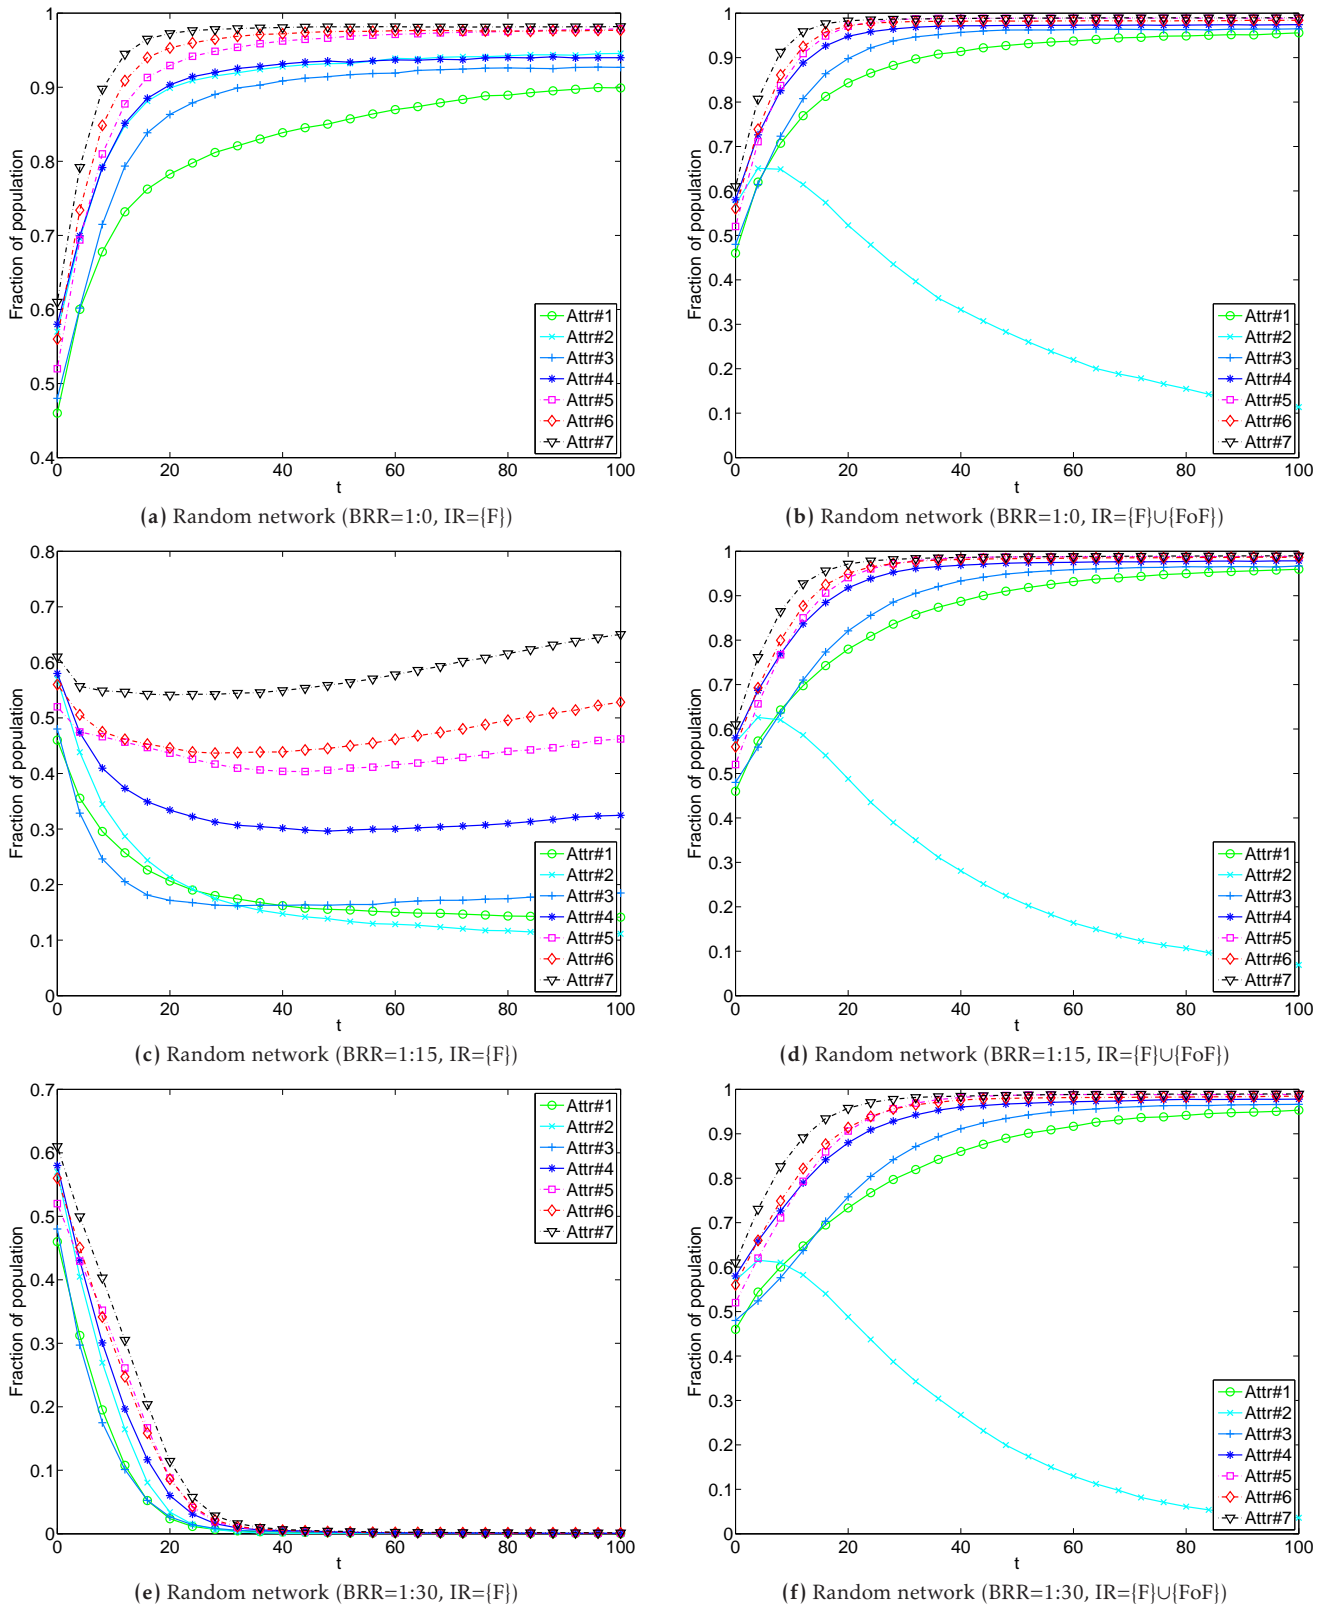 1
0.9
0.8
0.7
0.6
0.5
0.4
0 20 40 60 80 100
Fraction of population
t
Attr#1
Attr#2
Attr#3
Attr#4
Attr#5
Attr#6
Attr#7
(a) Random network (BRR=1:0, IR={F})
1
0.9
0.8
0.7
0.6
0.5
0.4
0.3
0.2
0.1
0
0 20 40 60 80 100
Fraction of population
t
Attr#1
Attr#2
Attr#3
Attr#4
Attr#5
Attr#6
Attr#7
(b) Random network (BRR=1:0, IR={F}∪{FoF})
0.8
0.7
0.6
0.5
0.4
0.3
0.2
0.1
0
0 20 40 60 80 100
Fraction of population
t
Attr#1
Attr#2
Attr#3
Attr#4
Attr#5
Attr#6
Attr#7
(c) Random network (BRR=1:15, IR={F})
1
0.9
0.8
0.7
0.6
0.5
0.4
0.3
0.2
0.1
0
0 20 40 60 80 100
Fraction of population
t
Attr#1
Attr#2
Attr#3
Attr#4
Attr#5
Attr#6
Attr#7
(d) Random network (BRR=1:15, IR={F}∪{FoF})
0.7
0.6
0.5
0.4
0.3
0.2
0.1
0
0 20 40 60 80 100
Fraction of population
t
Attr#1
Attr#2
Attr#3
Attr#4
Attr#5
Attr#6
Attr#7
(e) Random network (BRR=1:30, IR={F})
1
0.9
0.8
0.7
0.6
0.5
0.4
0.3
0.2
0.1
0
0 20 40 60 80 100
Fraction of population
t
Attr#1
Attr#2
Attr#3
Attr#4
Attr#5
Attr#6
Attr#7
(f) Random network (BRR=1:30, IR={F}∪{FoF})